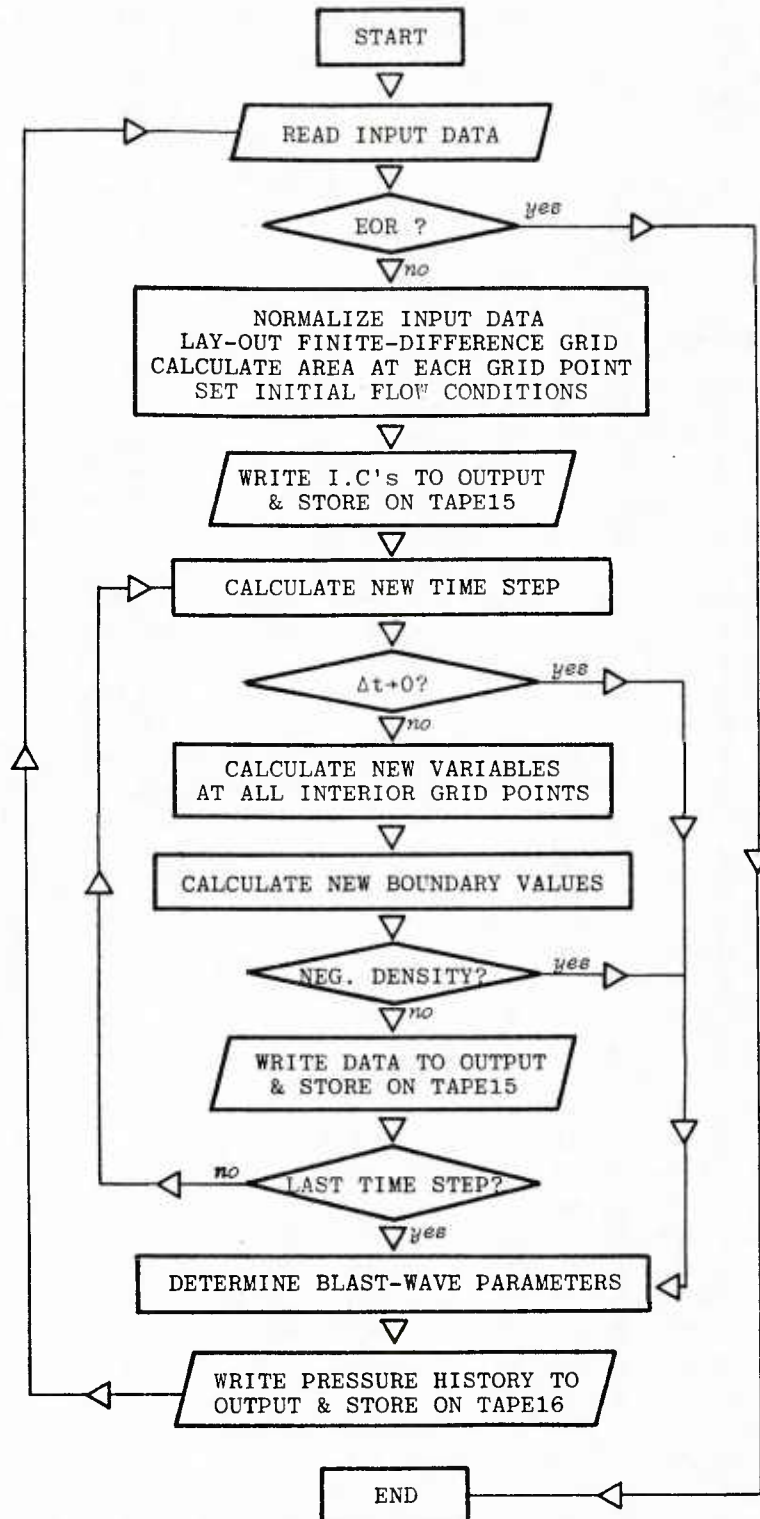 START
READ INPUT DATA
EOR ?
yes
no
NORMALIZE INPUT DATA
LAY-OUT FINITE-DIFFERENCE GRID
CALCULATE AREA AT EACH GRID POINT
SET INITIAL FLOW CONDITIONS
WRITE I.C's TO OUTPUT
& STORE ON TAPE15
CALCULATE NEW TIME STEP
Δt→0?
yes
no
CALCULATE NEW VARIABLES
AT ALL INTERIOR GRID POINTS
CALCULATE NEW BOUNDARY VALUES
NEG. DENSITY?
yes
no
WRITE DATA TO OUTPUT
& STORE ON TAPE15
no
LAST TIME STEP?
yes
DETERMINE BLAST-WAVE PARAMETERS
WRITE PRESSURE HISTORY TO
OUTPUT & STORE ON TAPE16
END